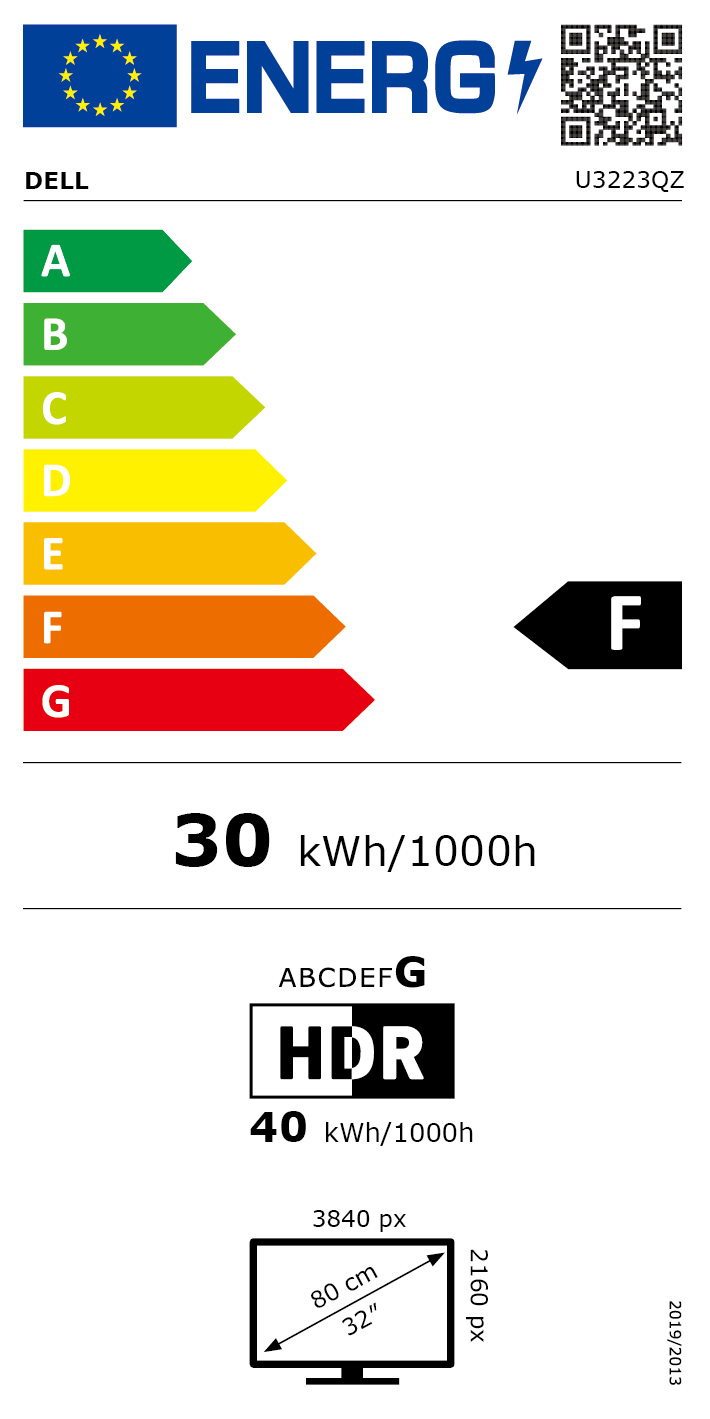 ENERG
DELL
U3223QZ
A
B
C
D
E
F
F
G
30 kWh/1000h
ABCDEFG
HDR
40 kWh/1000h
3840 px
2160 px
80 cm
32"
2019/2013